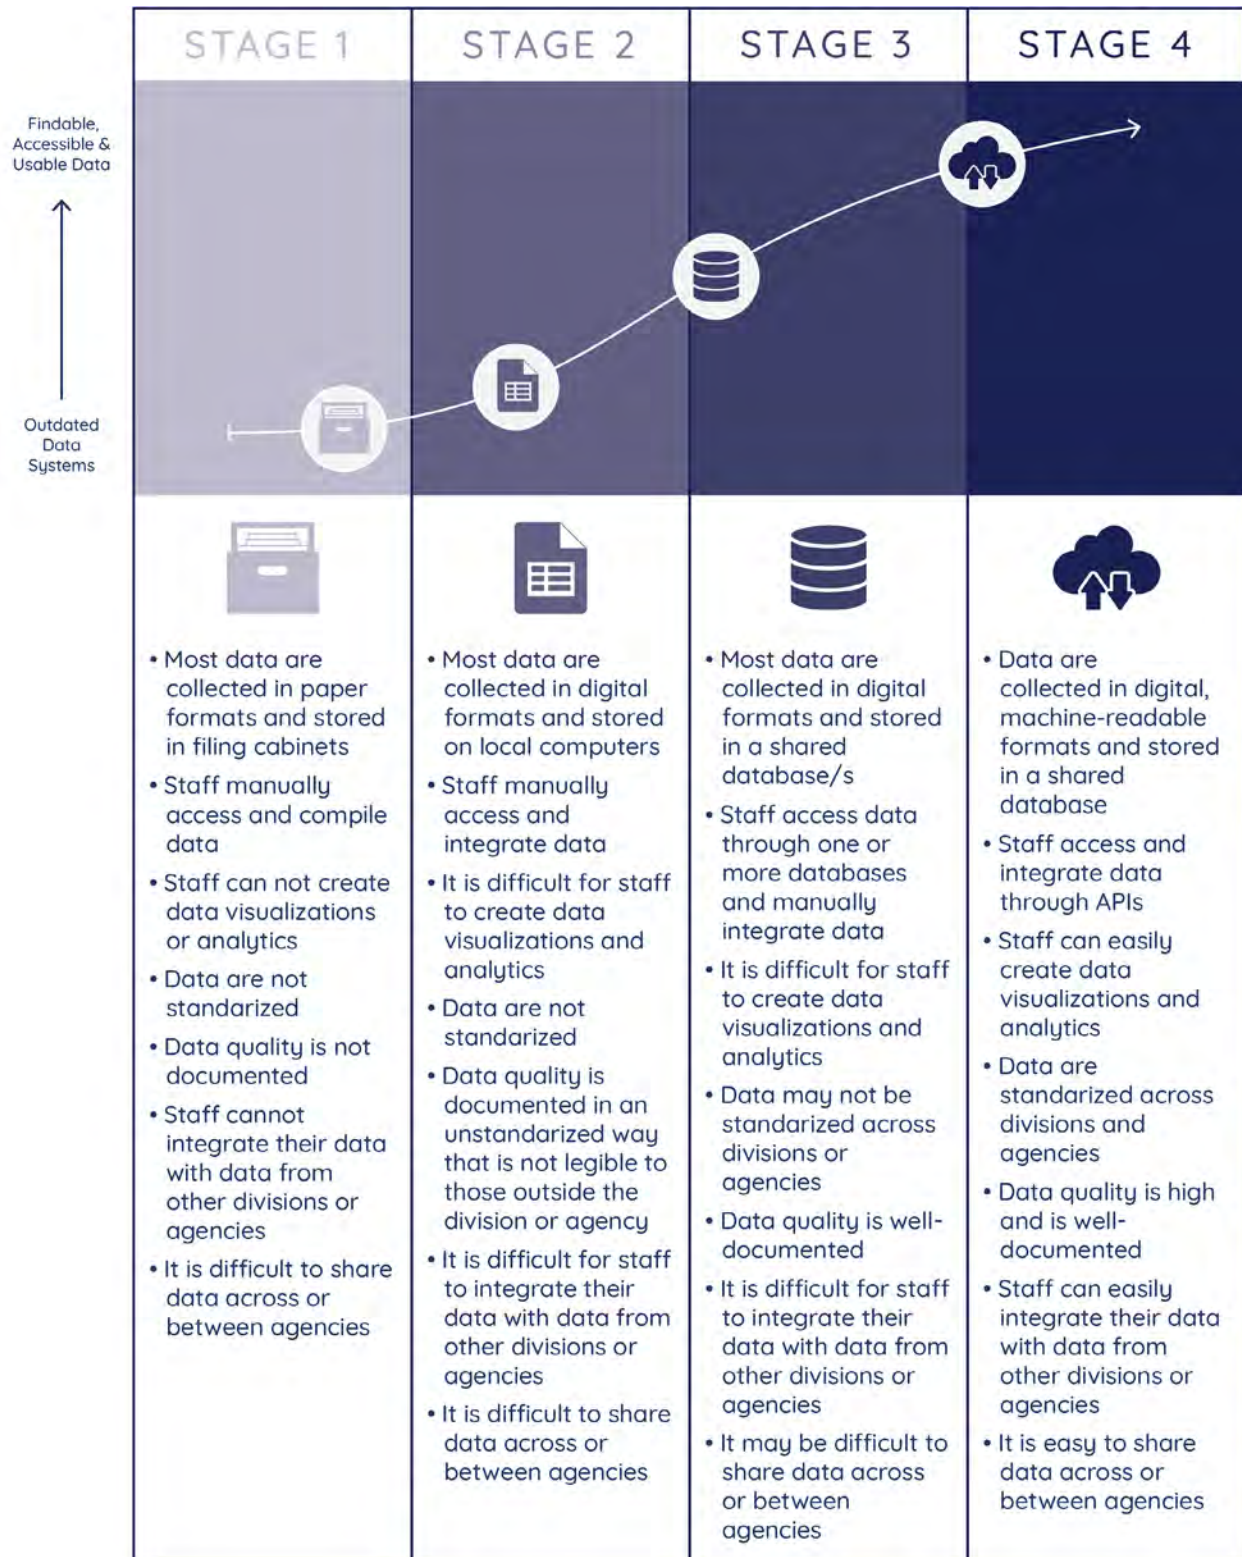 STAGE 1
STAGE 2
STAGE 3
STAGE 4
Findable,
Accessible &
Usable Data
Outdated
Data
Systems
• Most data are
collected in paper
formats and stored
in filing cabinets
• Staff manually
access and compile
data
• Staff can not create
data visualizations
or analytics
• Data are not
standarized
• Data quality is not
documented
• Staff cannot
integrate their data
with data from
other divisions or
agencies
• It is difficult to share
data across or
between agencies
• Most data are
collected in digital
formats and stored
on local computers
• Staff manually
access and
integrate data
• It is difficult for staff
to create data
visualizations and
analytics
• Data are not
standarized
• Data quality is
documented in an
unstandarized way
that is not legible to
those outside the
division or agency
• It is difficult for staff
to integrate their
data with data from
other divisions or
agencies
• It is difficult to share
data across or
between agencies
• Most data are
collected in digital
formats and stored
in a shared
database/s
• Staff access data
through one or
more databases
and manually
integrate data
• It is difficult for staff
to create data
visualizations and
analytics
• Data may not be
standarized across
divisions or
agencies
• Data quality is well-
documented
• It is difficult for staff
to integrate their
data with data from
other divisions or
agencies
• It may be difficult to
share data across
or between
agencies
• Data are
collected in digital,
machine-readable
formats and stored
in a shared
database
• Staff access and
integrate data
through APIs
• Staff can easily
create data
visualizations and
analytics
• Data are
standarized across
divisions and
agencies
• Data quality is high
and is well-
documented
• Staff can easily
integrate their data
with data from
other divisions or
agencies
• It is easy to share
data across or
between agencies